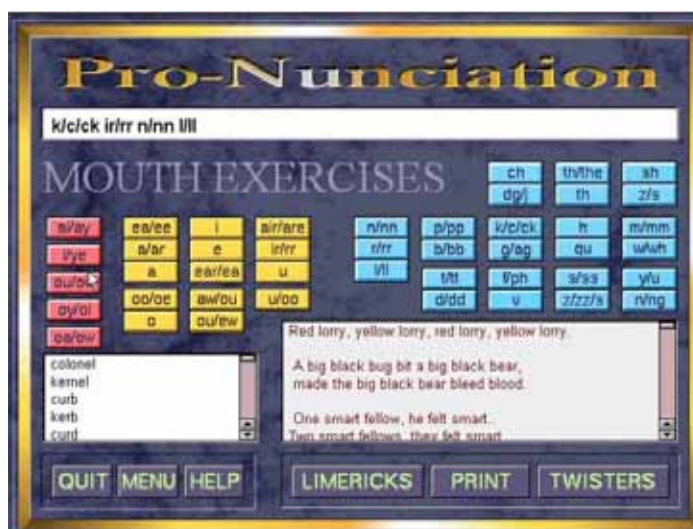 Pro-Nunciation
k/c/ck ir/rr n/nn l/ll
MOUTH EXERCISES
ch th/the sh
dg/j th z/s
ai/ay ea/ee i air/are n/nn p/pp k/c/ck h m/mm
i/ye a/ar e ir/rr r/rr b/bb g/ag qu w/wh
a ear/ea u l/ll
t/tt f/ph s/ss y/u
oy/oi oo/oe aw/ou u/oo d/dd v z/zz/s n/ng
o ou/ew
oa/ow
Red lorry, yellow lorry, red lorry, yellow lorry.
A big black bug bit a big black bear,
made the big black bear bleed blood.
One smart fellow, he felt smart..
Two smart fellows, they felt smart
colonel
kernel
curb
kerb
curd
QUIT MENU HELP LIMERICKS PRINT TWISTERS